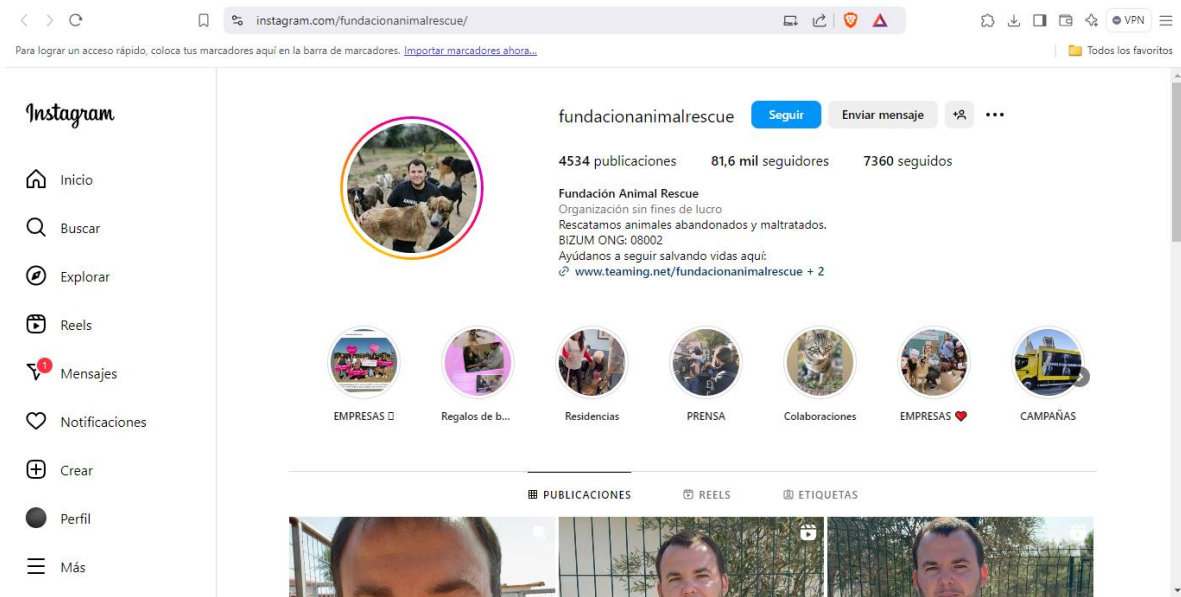 instagram.com/fundacionanimalrescue/
VPN
Para lograr un acceso rápido, coloca tus marcadores aquí en la barra de marcadores. Importar marcadores ahora...
Todos los favoritos
Instagram
Inicio
Buscar
Explorar
Reels
1
Mensajes
Notificaciones
Crear
Perfil
Más
fundacionanimalrescue Seguir Enviar mensaje
4534 publicaciones 81,6 mil seguidores 7360 seguidos
Fundación Animal Rescue
Organización sin fines de lucro
Rescatamos animales abandonados y maltratados.
BIZUM ONG: 08002
Ayúdanos a seguir salvando vidas aquí:
www.teaming.net/fundacionanimalrescue + 2
EMPRESAS Regalos de b... Residencias PRENSA Colaboraciones EMPRESAS ❤ CAMPAÑAS
PUBLICACIONES REELS ETIQUETAS